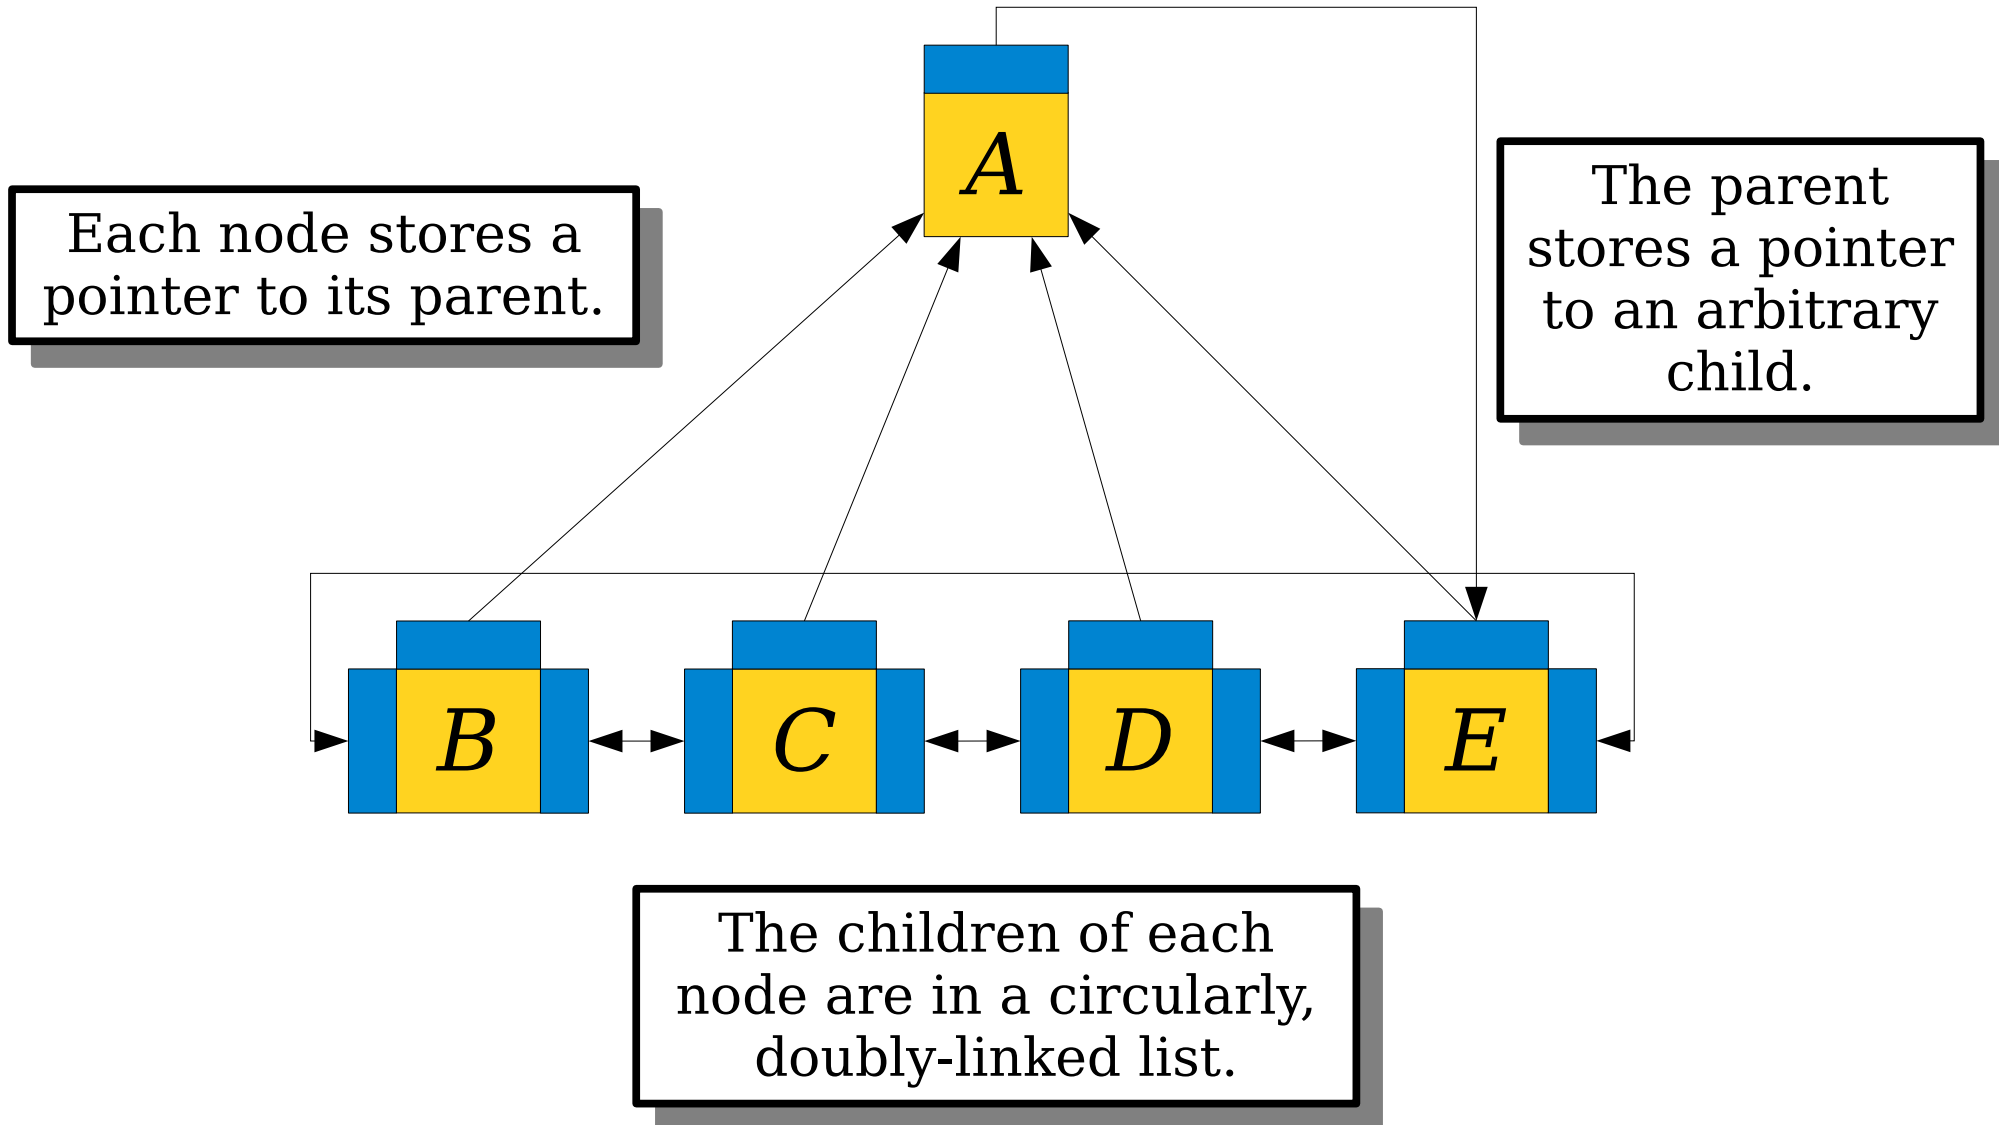 A
Each node stores a
pointer to its parent.
The parent
stores a pointer
to an arbitrary
child.
B
C
D
E
The children of each
node are in a circularly,
doubly-linked list.